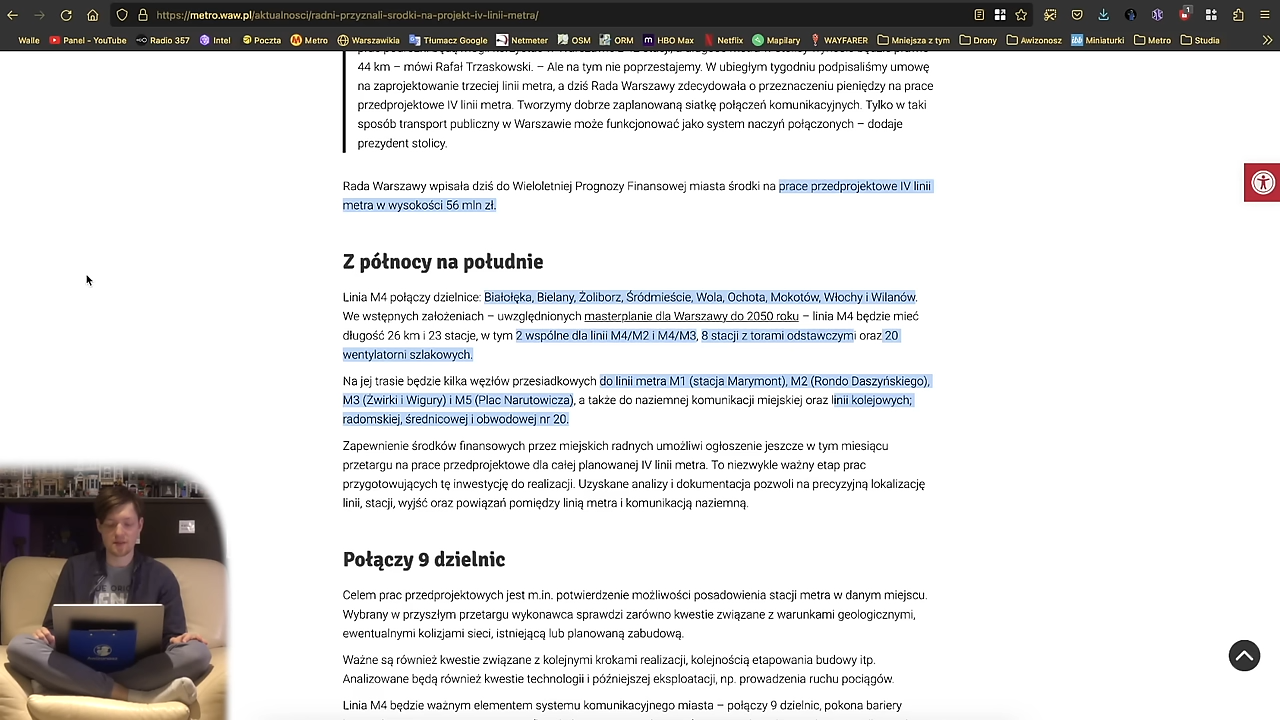 https://metro.waw.pl/aktualnosci/radni-przyznali-srodki-na-projekt-iv-linii-metra/
Walle Panel - YouTube Radio 357 Intel Poczta Metro Warszawikia Tłumacz Google Netmeter OSM ORM HBO Max Netflix Mapilary WAYFARER Mniejsza z tym Drony Awizonosz Miniaturki Metro Studia
44 km – mówi Rafał Trzaskowski. – Ale na tym nie poprzestajemy. W ubiegłym tygodniu podpisaliśmy umowę
na zaprojektowanie trzeciej linii metra, a dziś Rada Warszawy zdecydowała o przeznaczeniu pieniędzy na prace
przedprojektowe IV linii metra. Tworzymy dobrze zaplanowaną siatkę połączeń komunikacyjnych. Tylko w taki
sposób transport publiczny w Warszawie może funkcjonować jako system naczyń połączonych – dodaje
prezydent stolicy.
Rada Warszawy wpisała dziś do Wieloletniej Prognozy Finansowej miasta środki na prace przedprojektowe IV linii
metra w wysokości 56 mln zł.
Z północy na południe
Linia M4 połączy dzielnice: Białołęka, Bielany, Żoliborz, Śródmieście, Wola, Ochota, Mokotów, Włochy i Wilanów.
We wstępnych założeniach – uwzględnionych masterplanie dla Warszawy do 2050 roku – linia M4 będzie mieć
długość 26 km i 23 stacje, w tym 2 wspólne dla linii M4/M2 i M4/M3, 8 stacji z torami odstawczymi oraz 20
wentylatorni szlakowych.
Na jej trasie będzie kilka węzłów przesiadkowych do linii metra M1 (stacja Marymont), M2 (Rondo Daszyńskiego),
M3 (Żwirki i Wigury) i M5 (Plac Narutowicza), a także do naziemnej komunikacji miejskiej oraz linii kolejowych;
radomskiej, średnicowej i obwodowej nr 20.
Zapewnienie środków finansowych przez miejskich radnych umożliwi ogłoszenie jeszcze w tym miesiącu
przetargu na prace przedprojektowe dla całej planowanej IV linii metra. To niezwykle ważny etap prac
przygotowujących tę inwestycję do realizacji. Uzyskane analizy i dokumentacja pozwoli na precyzyjną lokalizację
linii, stacji, wyjść oraz powiązań pomiędzy linią metra i komunikacją naziemną.
Połączy 9 dzielnic
Celem prac przedprojektowych jest m.in. potwierdzenie możliwości posadowienia stacji metra w danym miejscu.
Wybrany w przyszłym przetargu wykonawca sprawdzi zarówno kwestie związane z warunkami geologicznymi,
ewentualnymi kolizjami sieci, istniejącą lub planowaną zabudową.
Ważne są również kwestie związane z kolejnymi krokami realizacji, kolejnością etapowania budowy itp.
Analizowane będą również kwestie technologii i późniejszej eksploatacji, np. prowadzenia ruchu pociągów.
Linia M4 będzie ważnym elementem systemu komunikacyjnego miasta – połączy 9 dzielnic, pokona bariery